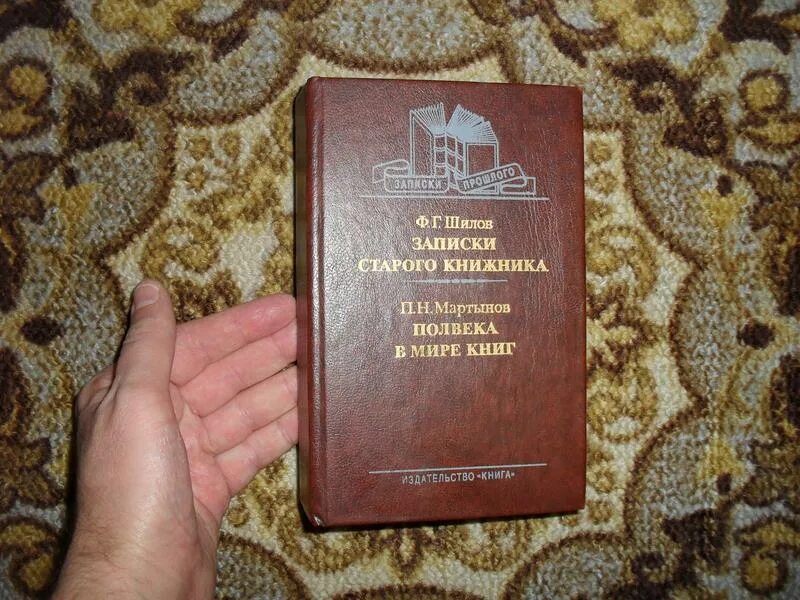 ЗАПИСКИ ПРОШЛОГО
Ф.Г. Шилов
ЗАПИСКИ
СТАРОГО КНИЖНИКА
П.Н. Мартынов
ПОЛВЕКА
В МИРЕ КНИГ
ИЗДАТЕЛЬСТВО «КНИГА»